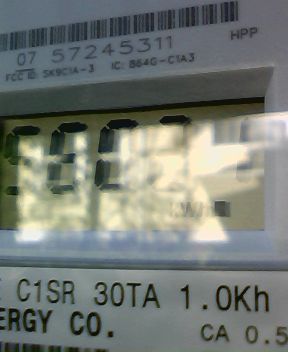 07 57245311
HPP
FCC ID: SK9C1A-3 IC: 864G-C1A3
kWh
C1SR 30TA 1.0Kh
ERGY CO.
CA 0.5